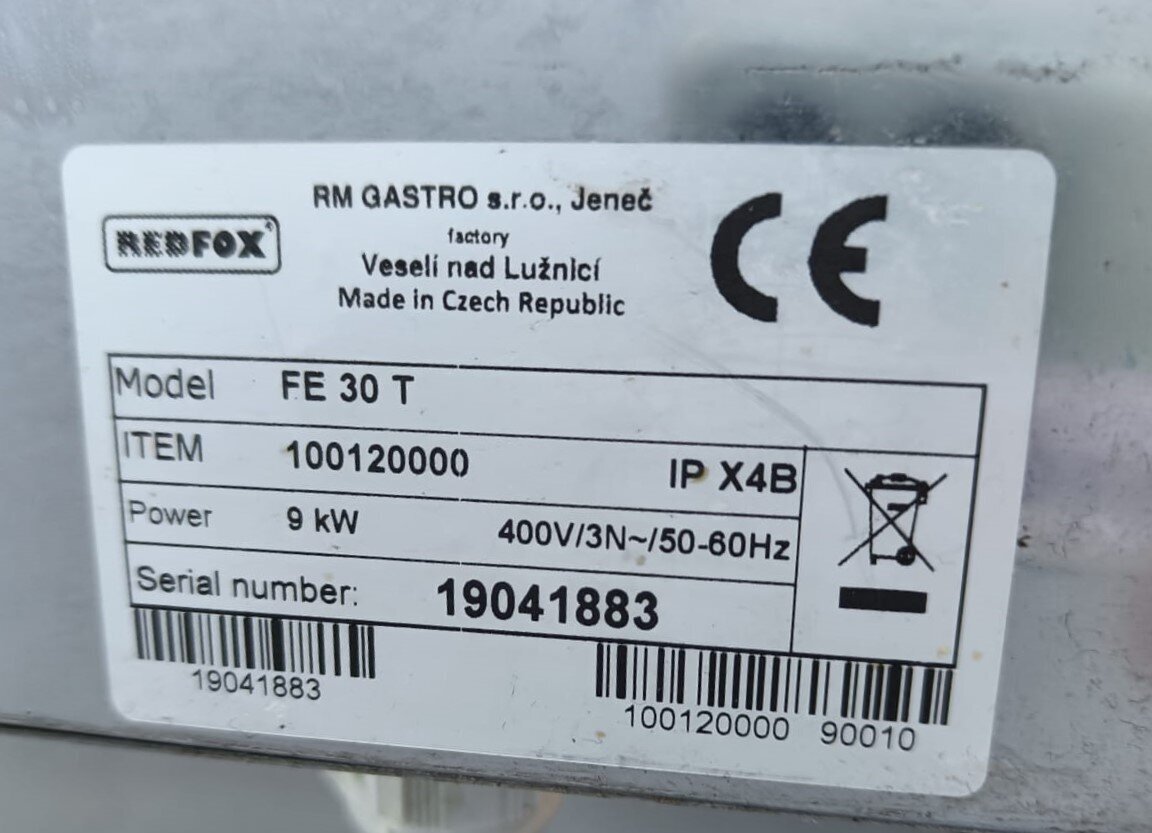 REDFOX
RM GASTRO s.r.o., Jeneč
factory
Veselí nad Lužnicí
Made in Czech Republic
CE
Model FE 30 T
ITEM 100120000 IP X4B
Power 9 kW 400V/3N~/50-60Hz
Serial number: 19041883
19041883
100120000 90010